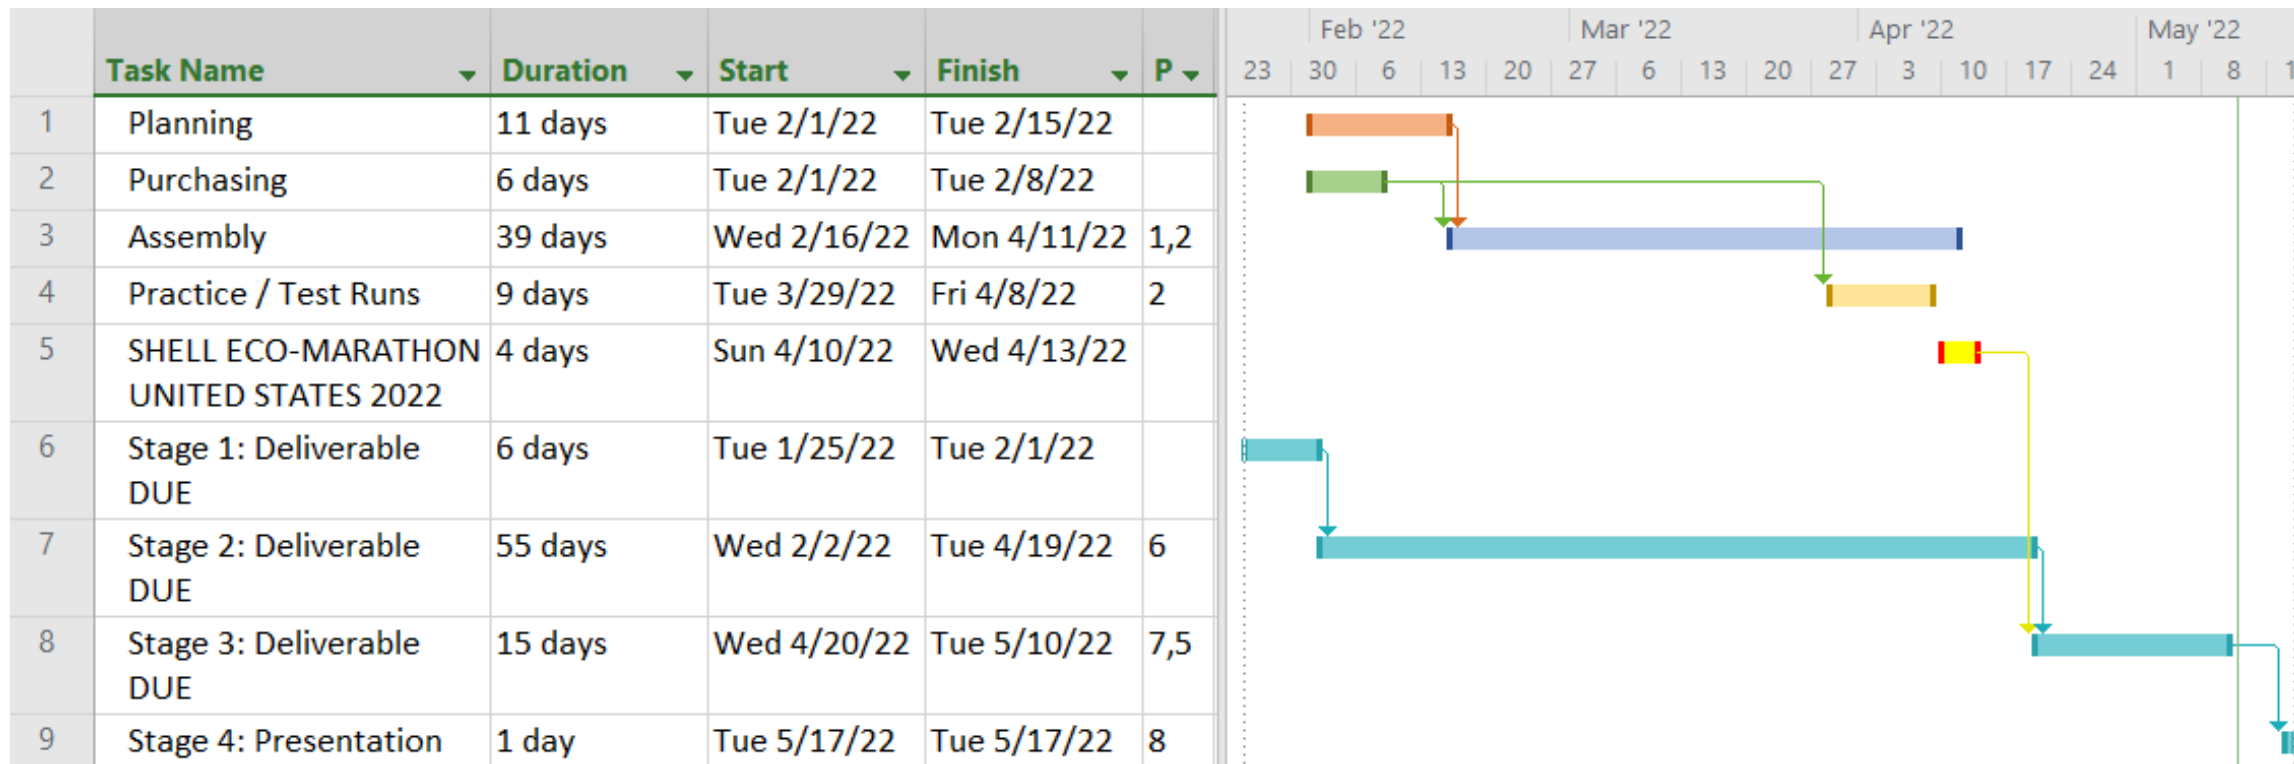 Feb '22 Mar '22 Apr '22 May '22
Task Name Duration Start Finish P 23 30 6 13 20 27 6 13 20 27 3 10 17 24 1 8
1 Planning 11 days Tue 2/1/22 Tue 2/15/22
2 Purchasing 6 days Tue 2/1/22 Tue 2/8/22
3 Assembly 39 days Wed 2/16/22 Mon 4/11/22 1,2
4 Practice / Test Runs 9 days Tue 3/29/22 Fri 4/8/22 2
5 SHELL ECO-MARATHON 4 days Sun 4/10/22 Wed 4/13/22
UNITED STATES 2022
6 Stage 1: Deliverable 6 days Tue 1/25/22 Tue 2/1/22
DUE
7 Stage 2: Deliverable 55 days Wed 2/2/22 Tue 4/19/22 6
DUE
8 Stage 3: Deliverable 15 days Wed 4/20/22 Tue 5/10/22 7,5
DUE
9 Stage 4: Presentation 1 day Tue 5/17/22 Tue 5/17/22 8